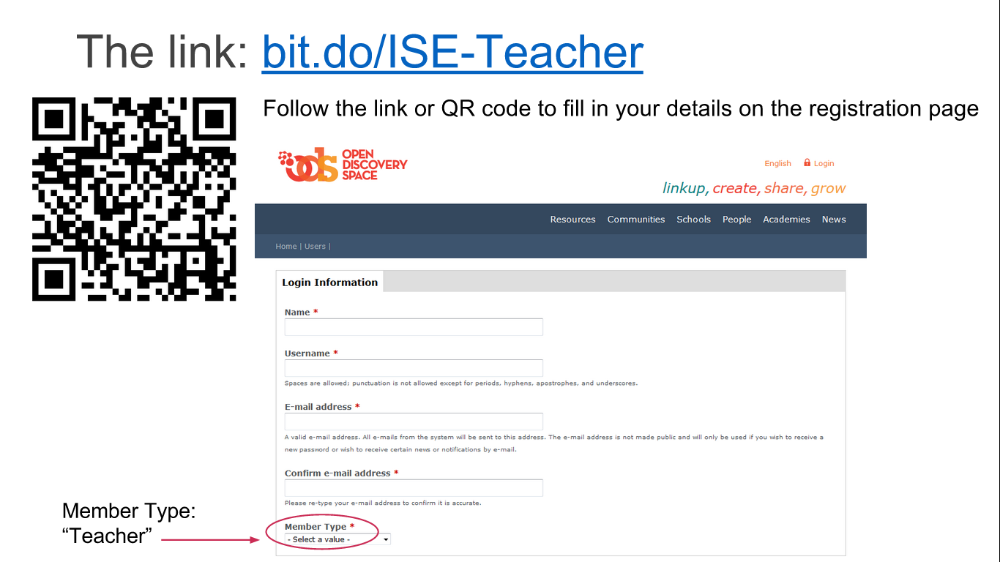 The link: bit.do/ISE-Teacher
Follow the link or QR code to fill in your details on the registration page
ods OPEN
DISCOVERY
SPACE
English Login
linkup, create, share, grow
Resources Communities Schools People Academies News
Home | Users |
Login Information
Name *
Username *
Spaces are allowed; punctuation is not allowed except for periods, hyphens, apostrophes, and underscores.
E-mail address *
A valid e-mail address. All e-mails from the system will be sent to this address. The e-mail address is not made public and will only be used if you wish to receive a
new password or wish to receive certain news or notifications by e-mail.
Confirm e-mail address *
Please re-type your e-mail address to confirm it is accurate.
Member Type:
“Teacher”
Member Type *
- Select a value -